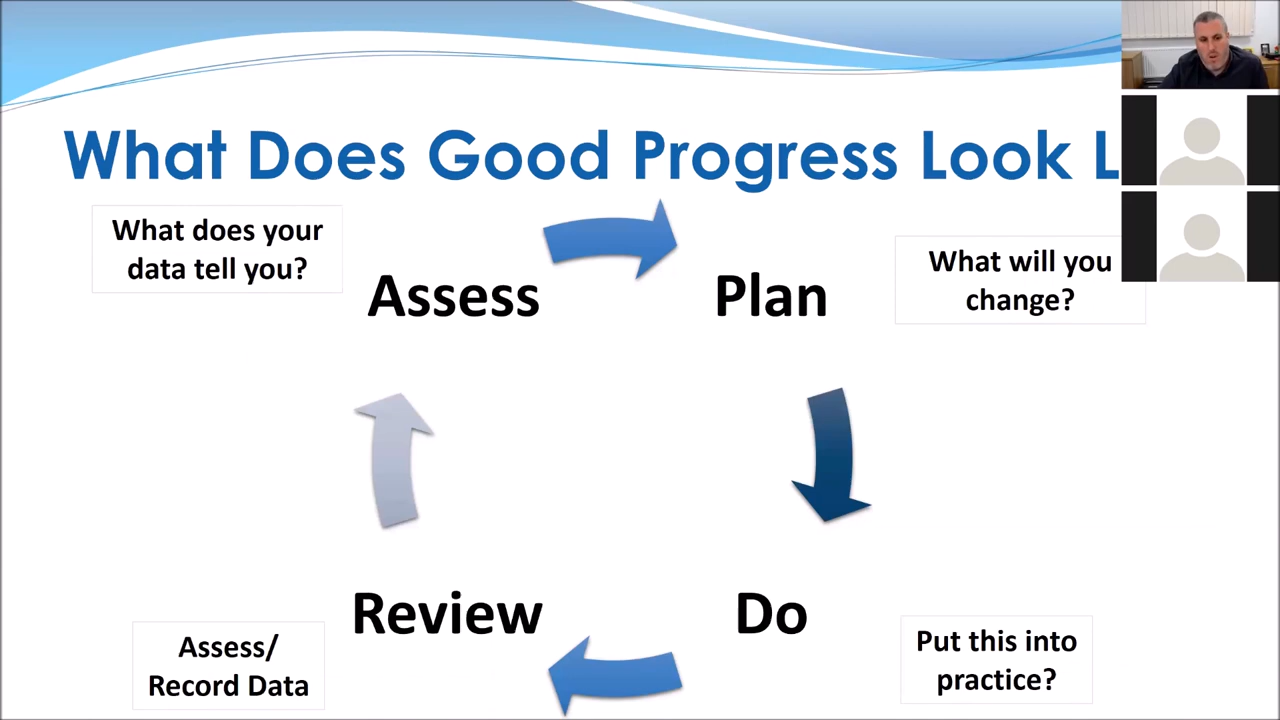 What Does Good Progress Look L
What does your
data tell you?
Assess
Plan
What will you
change?
Review
Do
Assess/
Record Data
Put this into
practice?